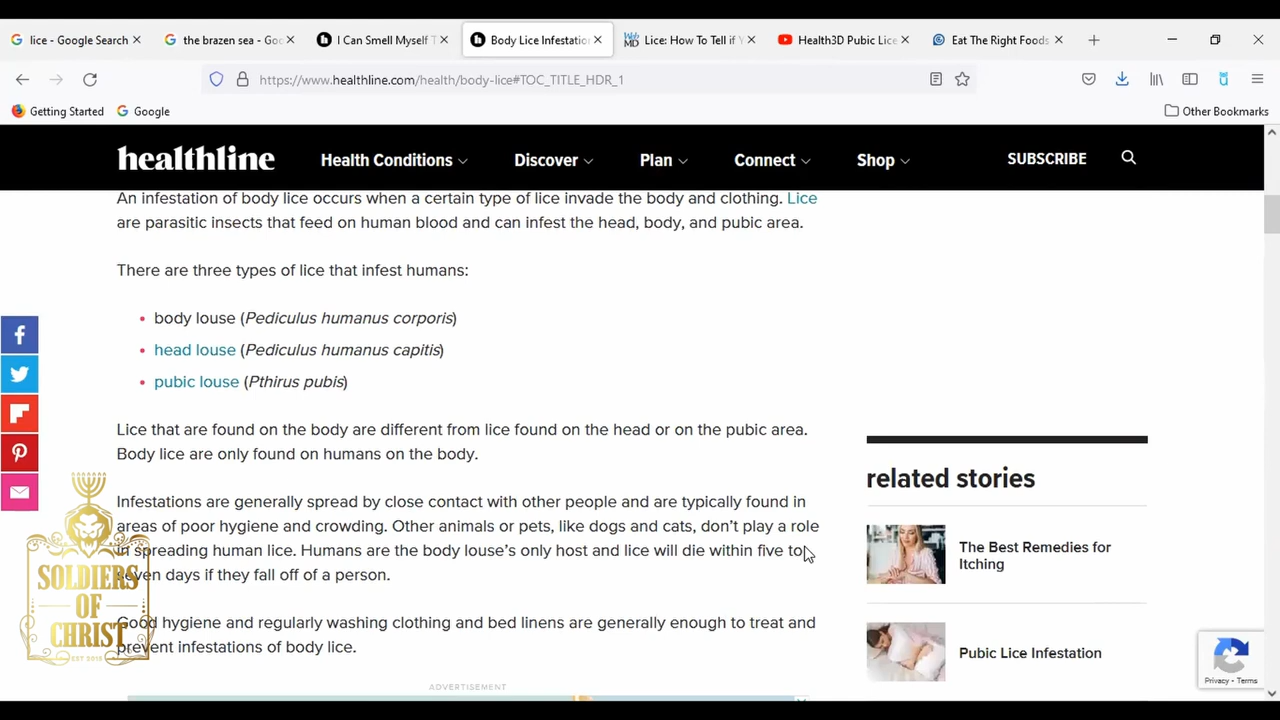 lice - Google Search
the brazen sea - Goo
I Can Smell Myself T
Body Lice Infestatio
WebMD
Lice: How To Tell if Y
Health3D Pubic Lice
Eat The Right Foods
https://www.healthline.com/health/body-lice#TOC_TITLE_HDR_1
Getting Started
Google
Other Bookmarks
healthline
Health Conditions
Discover
Plan
Connect
Shop
SUBSCRIBE
An infestation of body lice occurs when a certain type of lice invade the body and clothing. Lice
are parasitic insects that feed on human blood and can infest the head, body, and pubic area.
There are three types of lice that infest humans:
• body louse (Pediculus humanus corporis)
• head louse (Pediculus humanus capitis)
• pubic louse (Pthirus pubis)
Lice that are found on the body are different from lice found on the head or on the pubic area.
Body lice are only found on humans on the body.
Infestations are generally spread by close contact with other people and are typically found in
areas of poor hygiene and crowding. Other animals or pets, like dogs and cats, don't play a role
in spreading human lice. Humans are the body louse's only host and lice will die within five to
seven days if they fall off of a person.
Good hygiene and regularly washing clothing and bed linens are generally enough to treat and
prevent infestations of body lice.
ADVERTISEMENT
related stories
The Best Remedies for
Itching
Pubic Lice Infestation
Privacy - Terms
SOLDIERS
OF
CHRIST
EST 2015